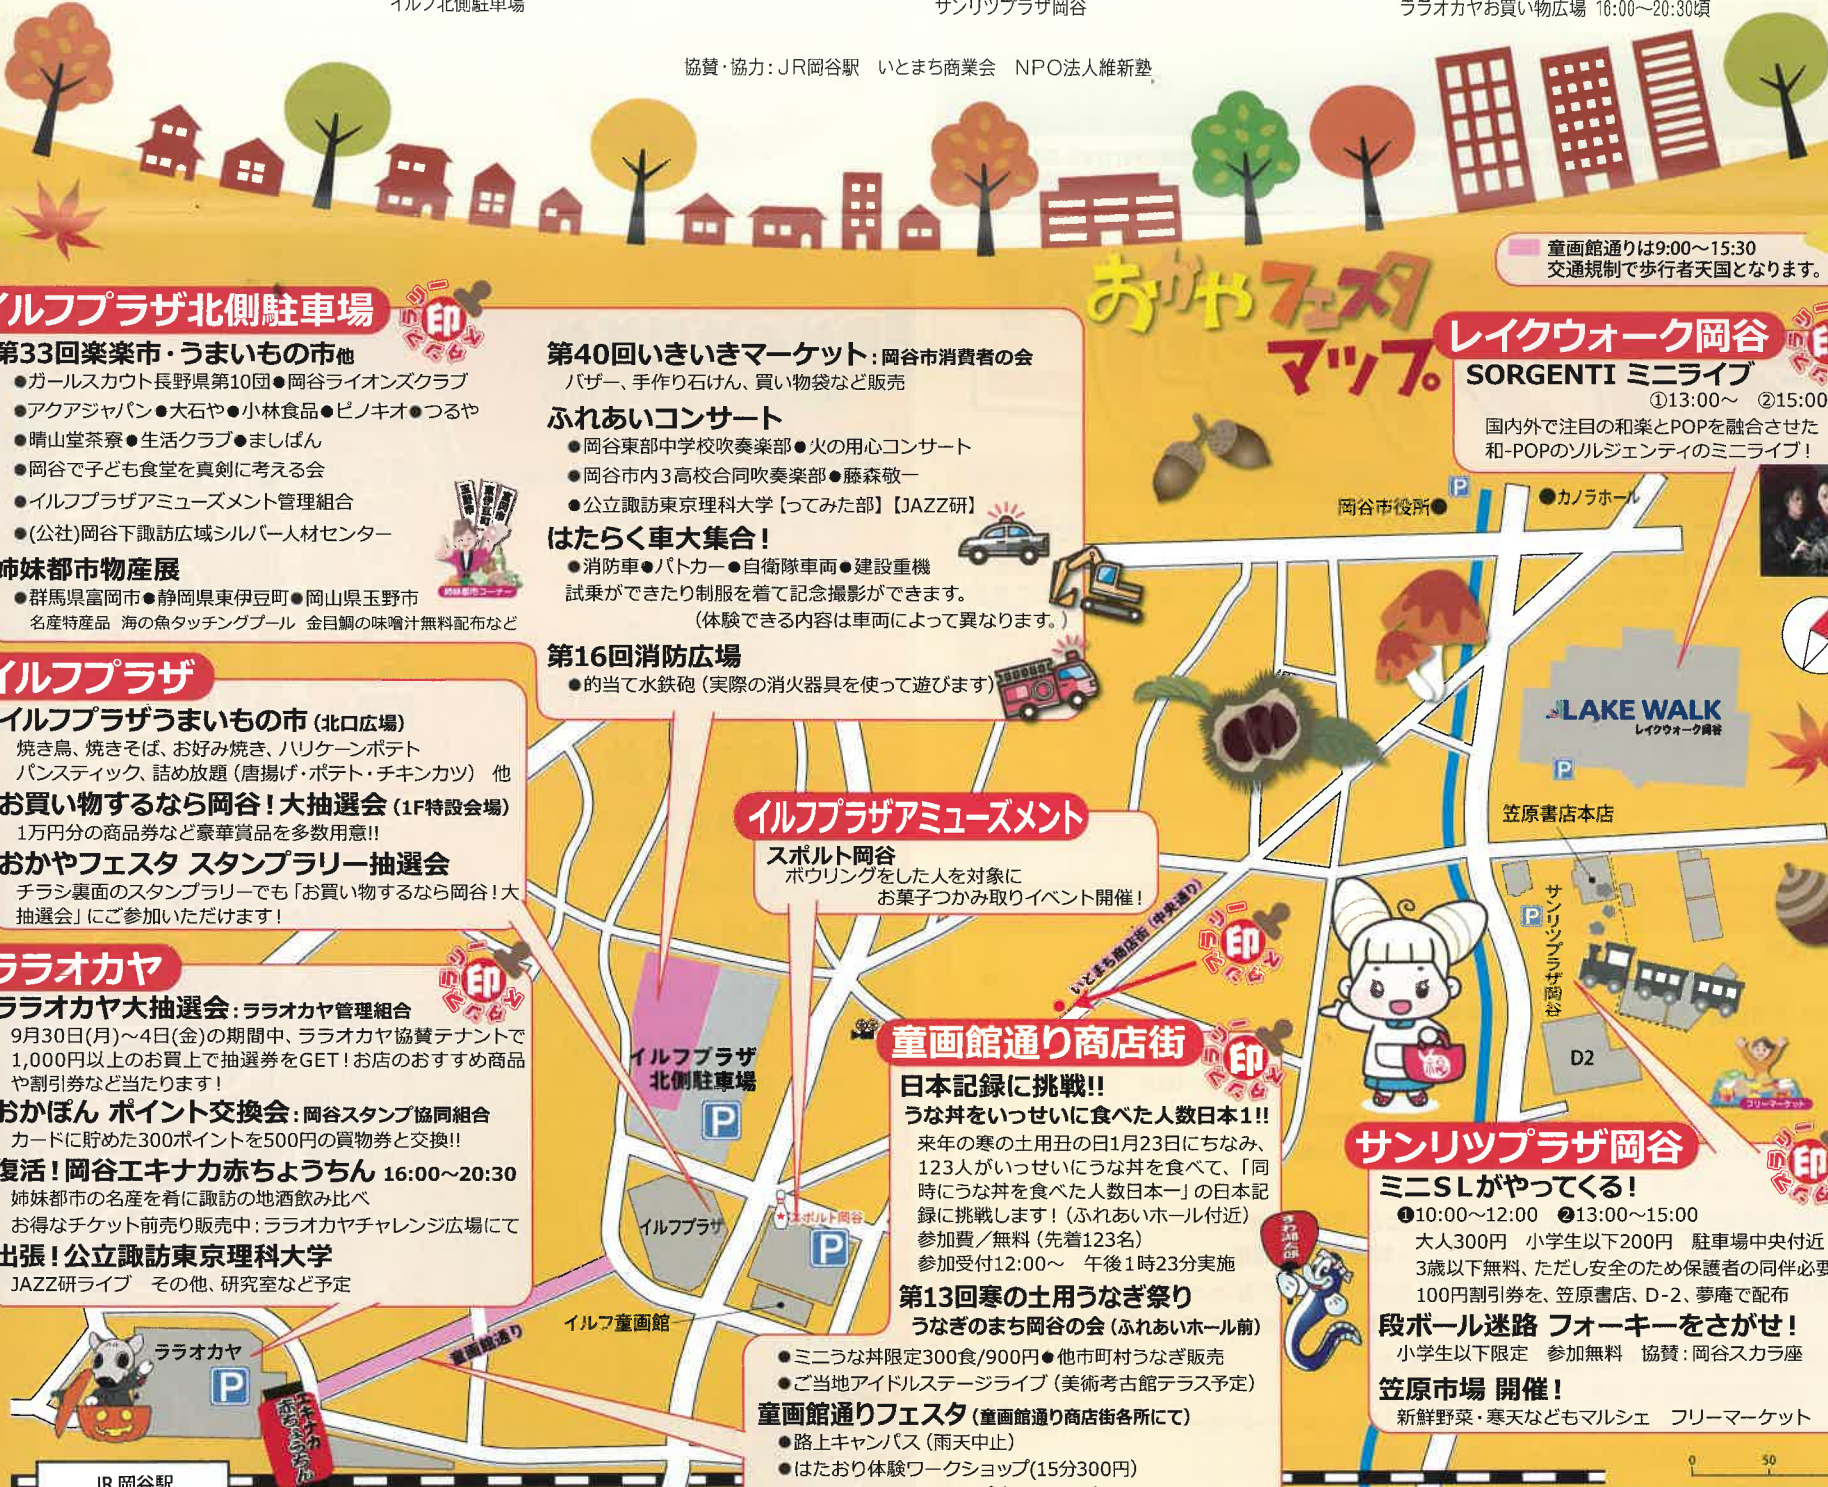 イルフ北側駐車場
サンリツプラザ岡谷
ララオカヤお買い物広場 16:00～20:30頃
協賛・協力：JR岡谷駅　いとまち商業会　NPO法人維新塾
おかやフェスタ
マップ。
童画館通りは9:00～15:30
交通規制で歩行者天国となります。
イルフプラザ北側駐車場
スタンプラリー
印
第33回楽楽市・うまいもの市他
●ガールスカウト長野県第10団●岡谷ライオンズクラブ
●アクアジャパン●大石や●小林食品●ピノキオ●つるや
●晴山堂茶寮●生活クラブ●ましぱん
●岡谷で子ども食堂を真剣に考える会
●イルフプラザアミューズメント管理組合
●(公社)岡谷下諏訪広域シルバー人材センター
姉妹都市物産展
●群馬県富岡市●静岡県東伊豆町●岡山県玉野市
名産特産品 海の魚タッチングプール 金目鯛の味噌汁無料配布など
玉野市
東伊豆町
富岡市
姉妹都市コーナー
第40回いきいきマーケット：岡谷市消費者の会
バザー、手作り石けん、買い物袋など販売
ふれあいコンサート
●岡谷東部中学校吹奏楽部●火の用心コンサート
●岡谷市内3高校合同吹奏楽部●藤森敬一
●公立諏訪東京理科大学【ってみた部】【JAZZ研】
はたらく車大集合！
●消防車●パトカー●自衛隊車両●建設重機
試乗ができたり制服を着て記念撮影ができます。
（体験できる内容は車両によって異なります。）
第16回消防広場
●的当て水鉄砲（実際の消火器具を使って遊びます）
レイクウォーク岡谷
SORGENTI ミニライブ
①13:00～　②15:00
国内外で注目の和楽とPOPを融合させた
和-POPのソルジェンティのミニライブ！
岡谷市役所●
P
●カノラホール
LAKE WALK
レイクウォーク岡谷
P
笠原書店本店
イルフプラザ
イルフプラザうまいもの市（北口広場）
焼き鳥、焼きそば、お好み焼き、ハリケーンポテト
パンスティック、詰め放題（唐揚げ・ポテト・チキンカツ）　他
お買い物するなら岡谷！大抽選会（1F特設会場）
1万円分の商品券など豪華賞品を多数用意!!
おかやフェスタ スタンプラリー抽選会
チラシ裏面のスタンプラリーでも「お買い物するなら岡谷！大
抽選会」にご参加いただけます！
イルフプラザアミューズメント
スポルト岡谷
ボウリングをした人を対象に
お菓子つかみ取りイベント開催！
いとまち商店街（中央通り）
スタンプラリー
印
ララオカヤ
スタンプラリー
印
ララオカヤ大抽選会：ララオカヤ管理組合
9月30日(月)～4日(金)の期間中、ララオカヤ協賛テナントで
1,000円以上のお買上で抽選券をGET！お店のおすすめ商品
や割引券など当たります！
おかぽん ポイント交換会：岡谷スタンプ協同組合
カードに貯めた300ポイントを500円の買物券と交換!!
復活！岡谷エキナカ赤ちょうちん 16:00～20:30
姉妹都市の名産を肴に諏訪の地酒飲み比べ
お得なチケット前売り販売中：ララオカヤチャレンジ広場にて
出張！公立諏訪東京理科大学
JAZZ研ライブ　その他、研究室など予定
イルフプラザ
北側駐車場
P
イルフプラザ
スポルト岡谷
P
イルフ童画館
童画館通り
ララオカヤ
P
エキナカ
赤ちょうちん
JR 岡谷駅
童画館通り商店街
スタンプラリー
印
日本記録に挑戦!!
うな丼をいっせいに食べた人数日本1!!
来年の寒の土用丑の日1月23日にちなみ、
123人がいっせいにうな丼を食べて、「同
時にうな丼を食べた人数日本一」の日本記
録に挑戦します！（ふれあいホール付近）
参加費／無料（先着123名）
参加受付12:00～　午後１時23分実施
第13回寒の土用うなぎ祭り
うなぎのまち岡谷の会（ふれあいホール前）
●ミニうな丼限定300食/900円●他市町村うなぎ販売
●ご当地アイドルステージライブ（美術考古館テラス予定）
童画館通りフェスタ（童画館通り商店街各所にて）
●路上キャンパス（雨天中止）
●はたおり体験ワークショップ(15分300円）
すわ湖太郎
サンリツプラザ岡谷
P
D2
フリーマーケット
サンリツプラザ岡谷
印
ミニＳＬがやってくる！
❶10:00～12:00　❷13:00～15:00
大人300円　小学生以下200円　駐車場中央付近
3歳以下無料、ただし安全のため保護者の同伴必要
100円割引券を、笠原書店、D-2、夢庵で配布
段ボール迷路 フォーキーをさがせ！
小学生以下限定　参加無料　協賛：岡谷スカラ座
笠原市場 開催！
新鮮野菜・寒天などもマルシェ　フリーマーケット
0　50